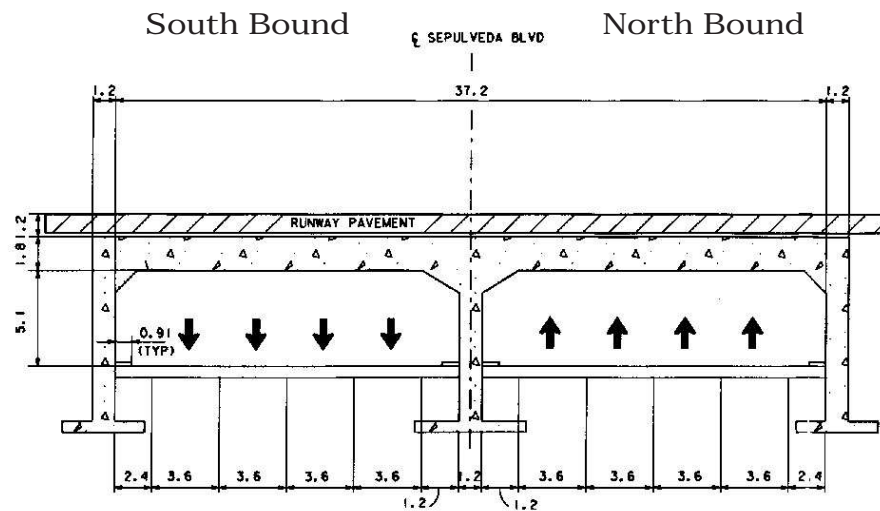 South Bound
North Bound
℄ SEPULVEDA BLVD
1.2
37.2
1.2
1.2
RUNWAY PAVEMENT
1.8
5.1
0.91
(TYP)
2.4 3.6 3.6 3.6 3.6 1.2 3.6 3.6 3.6 3.6 2.4
1.2 1.2